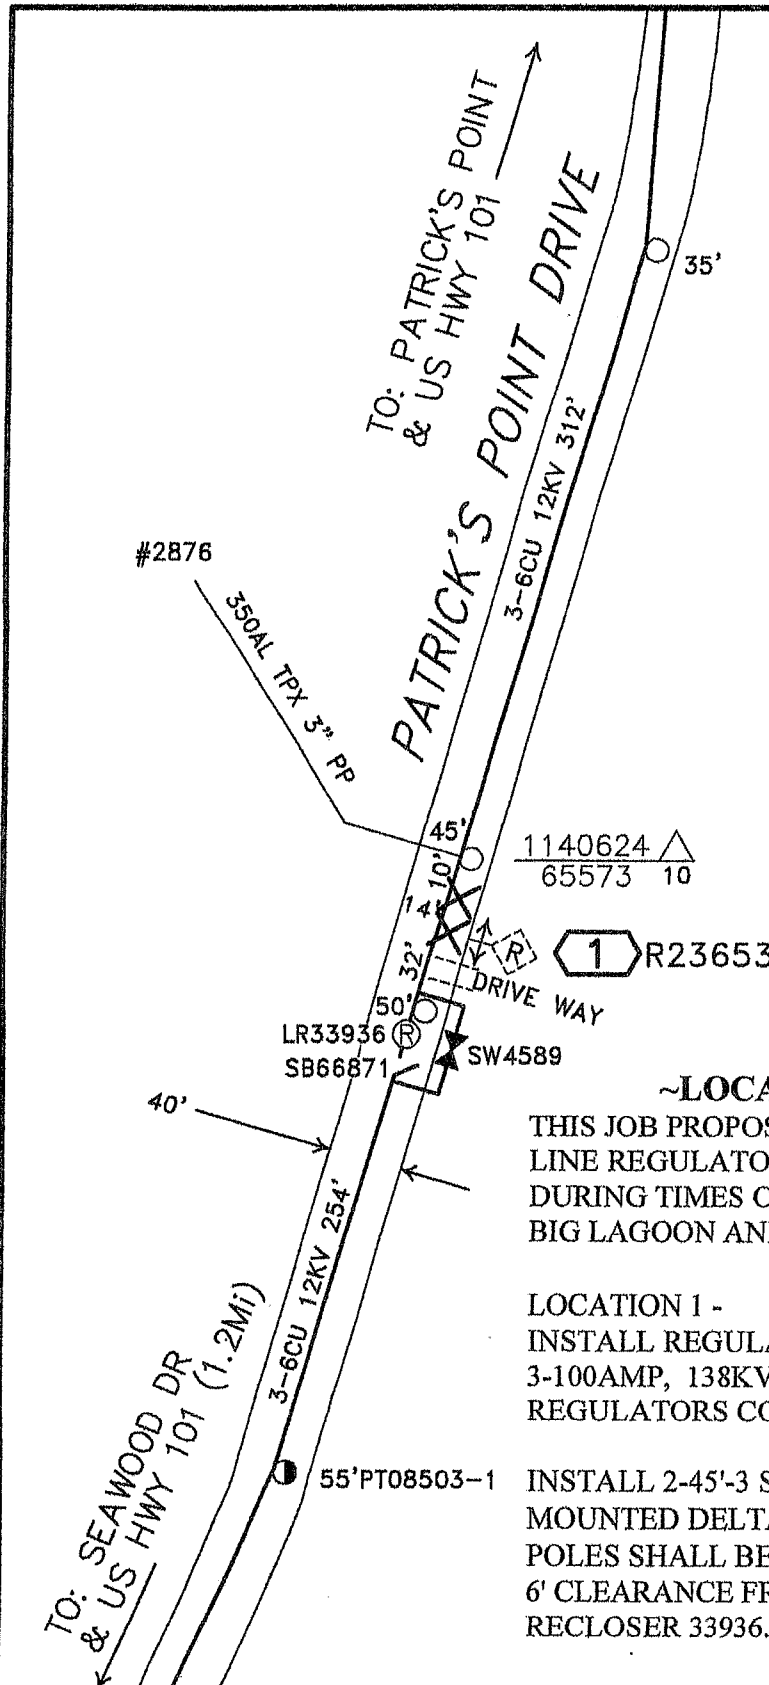 TO: PATRICK'S POINT
& US HWY 101
PATRICK'S POINT DRIVE
35'
3-6CU 12KV 312'
#2876
350AL TPX 3" PP
45'
10'
1140624
65573 10
14'
R
1 R23653
32'
DRIVE WAY
50'
LR33936 R
SB66871
SW4589
40'
~LOCA
THIS JOB PROPOS
LINE REGULATO
DURING TIMES O
BIG LAGOON AN
LOCATION 1 -
INSTALL REGULA
3-100AMP, 138KV
REGULATORS CO
3-6CU 12KV 254'
TO: SEAWOOD DR
& US HWY 101 (1.2Mi)
55'PT08503-1
INSTALL 2-45'-3 S
MOUNTED DELTA
POLES SHALL BE
6' CLEARANCE FR
RECLOSER 33936.